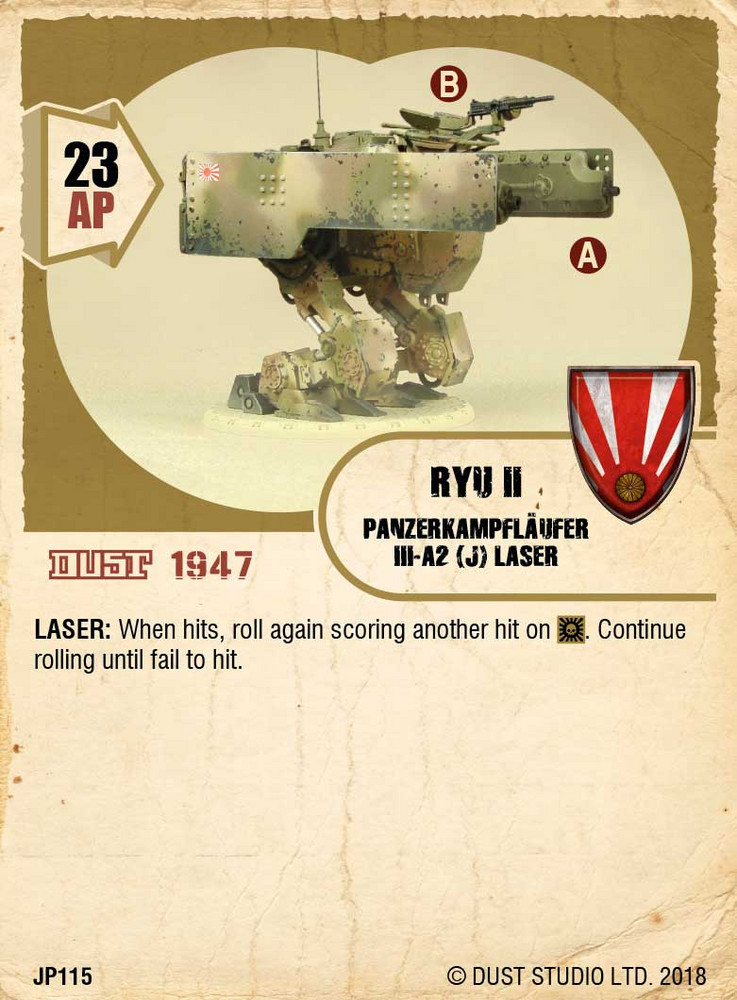 23
AP
B
A
RYU II
PANZERKAMPFLÄUFER
III-A2 (J) LASER
DUST 1947
LASER: When hits, roll again scoring another hit on . Continue
rolling until fail to hit.
JP115
© DUST STUDIO LTD. 2018